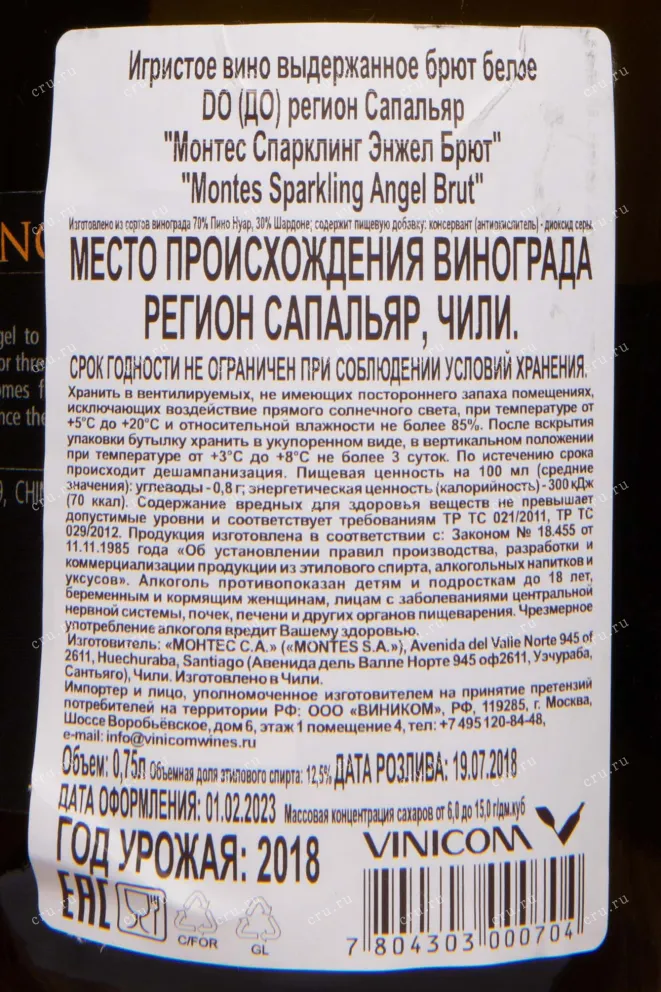 Игристое вино выдержанное брют белое
DO (ДО) регион Сапальяр
"Монтес Спарклинг Энжел Брют"
"Montes Sparkling Angel Brut"
Изготовлено из сортов винограда 70% Пино Нуар, 30% Шардоне; содержит пищевую добавку: консервант (антиокислитель) - диоксид серы
МЕСТО ПРОИСХОЖДЕНИЯ ВИНОГРАДА
РЕГИОН САПАЛЬЯР, ЧИЛИ.
СРОК ГОДНОСТИ НЕ ОГРАНИЧЕН ПРИ СОБЛЮДЕНИИ УСЛОВИЙ ХРАНЕНИЯ.
Хранить в вентилируемых, не имеющих постороннего запаха помещениях,
исключающих воздействие прямого солнечного света, при температуре от
+5°С до +20°С и относительной влажности не более 85%. После вскрытия
упаковки бутылку хранить в укупоренном виде, в вертикальном положении
при температуре от +3°С до +8°С не более 3 суток. По истечению срока
происходит дешампанизация. Пищевая ценность на 100 мл (средние
значения): углеводы - 0,8 г; энергетическая ценность (калорийность) - 300 кДж
(70 ккал). Содержание вредных для здоровья веществ не превышает
допустимые уровни и соответствует требованиям ТР ТС 021/2011, ТР ТС
029/2012. Продукция изготовлена в соответствии с: Законом № 18.455 от
11.11.1985 года «Об установлении правил производства, разработки и
коммерциализации продукции из этилового спирта, алкогольных напитков и
уксусов». Алкоголь противопоказан детям и подросткам до 18 лет,
беременным и кормящим женщинам, лицам с заболеваниями центральной
нервной системы, почек, печени и других органов пищеварения. Чрезмерное
употребление алкоголя вредит Вашему здоровью.
Изготовитель: «МОНТЕС С.А.» («MONTES S.A.»), Avenida del Valle Norte 945 of
2611, Huechuraba, Santiago (Авенида дель Валле Норте 945 оф2611, Уэчураба,
Сантьяго), Чили. Изготовлено в Чили.
Импортер и лицо, уполномоченное изготовителем на принятие претензий
потребителей на территории РФ: ООО «ВИНИКОМ», РФ, 119285, г. Москва,
Шоссе Воробьёвское, дом 6, этаж 1 помещение 4, тел: +7 495 120-84-48,
e-mail: info@vinicomwines.ru
Объем: 0,75л Объемная доля этилового спирта: 12,5% ДАТА РОЗЛИВА: 19.07.2018
ДАТА ОФОРМЛЕНИЯ: 01.02.2023 Массовая концентрация сахаров от 6,0 до 15,0 г/дм.куб
ГОД УРОЖАЯ: 2018
VINICOM
EAC
C/FOR
GL
7 804303 000704
gel to
or thre
omes f
nce the
9, CHI
cru.ru